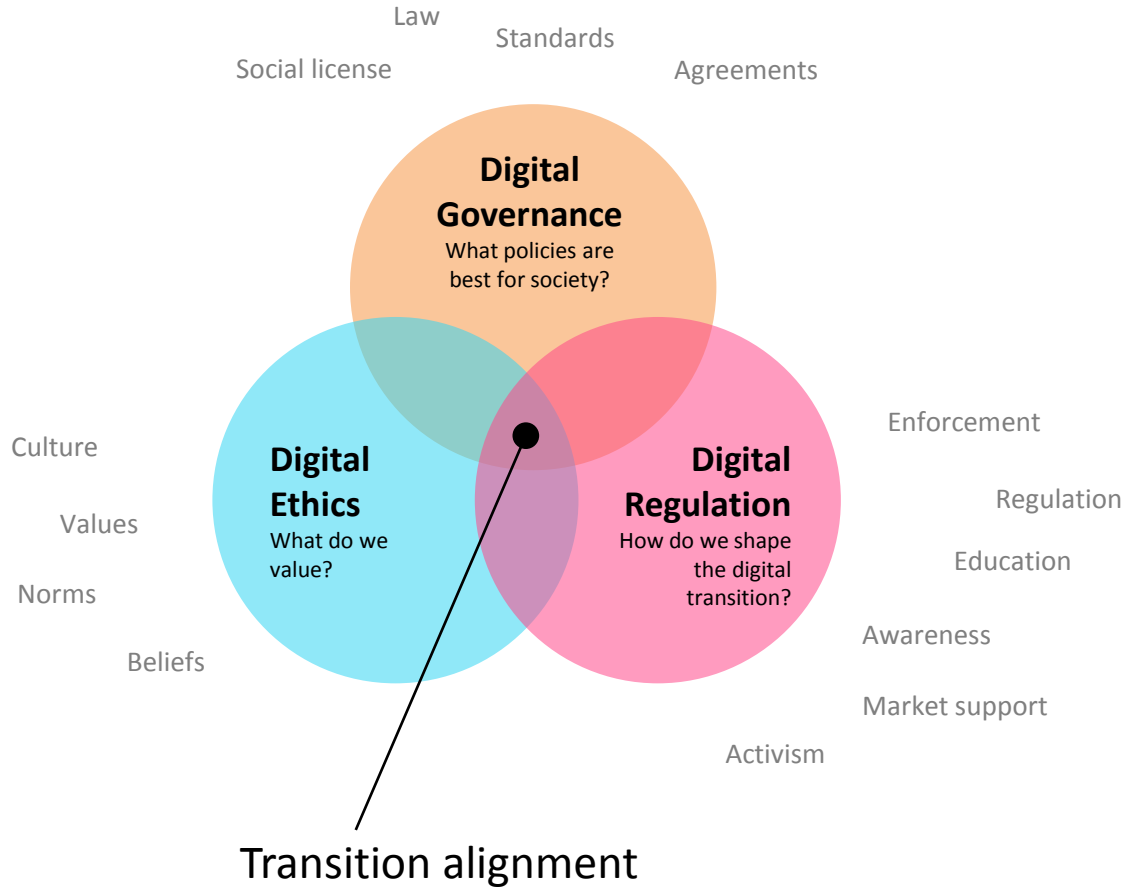 Law
Standards
Social license
Agreements
Digital
Governance
What policies are
best for society?
Enforcement
Culture
Digital
Ethics
What do we
value?
Digital
Regulation
How do we shape
the digital
transition?
Regulation
Values
Education
Norms
Awareness
Beliefs
Market support
Activism
Transition alignment